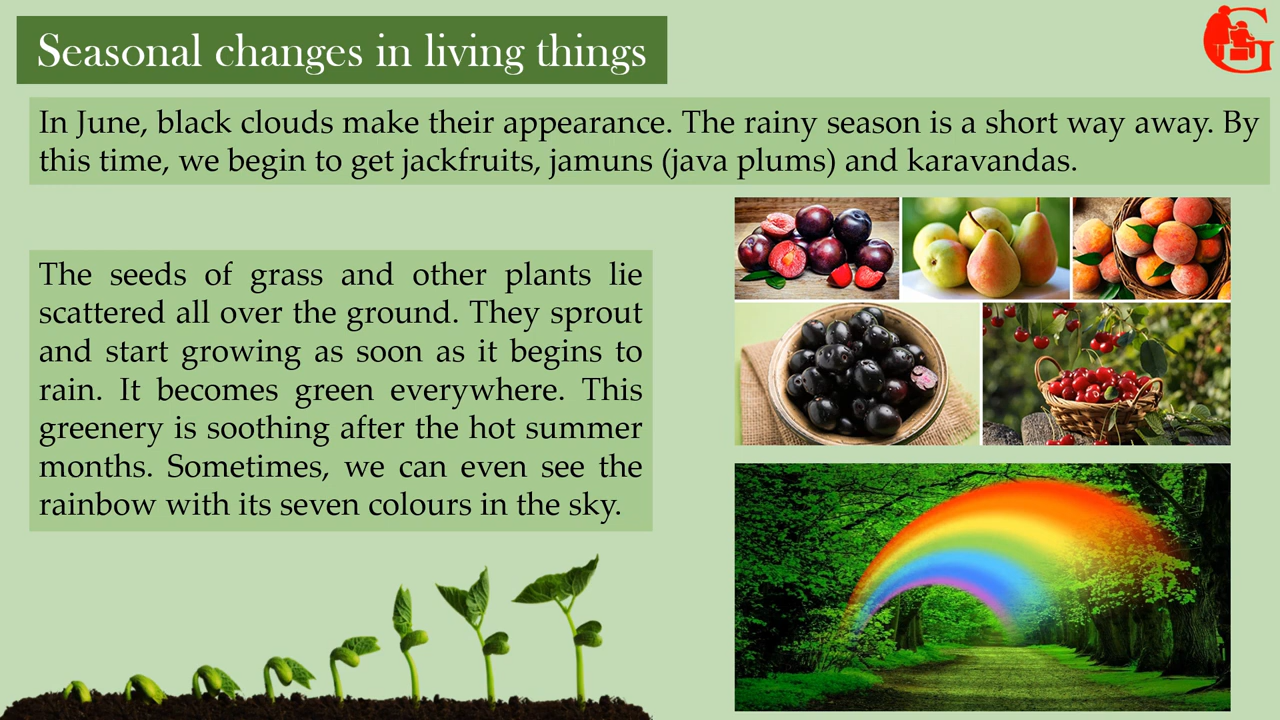 Seasonal changes in living things
In June, black clouds make their appearance. The rainy season is a short way away. By
this time, we begin to get jackfruits, jamuns (java plums) and karavandas.
The seeds of grass and other plants lie
scattered all over the ground. They sprout
and start growing as soon as it begins to
rain. It becomes green everywhere. This
greenery is soothing after the hot summer
months. Sometimes, we can even see the
rainbow with its seven colours in the sky.
G